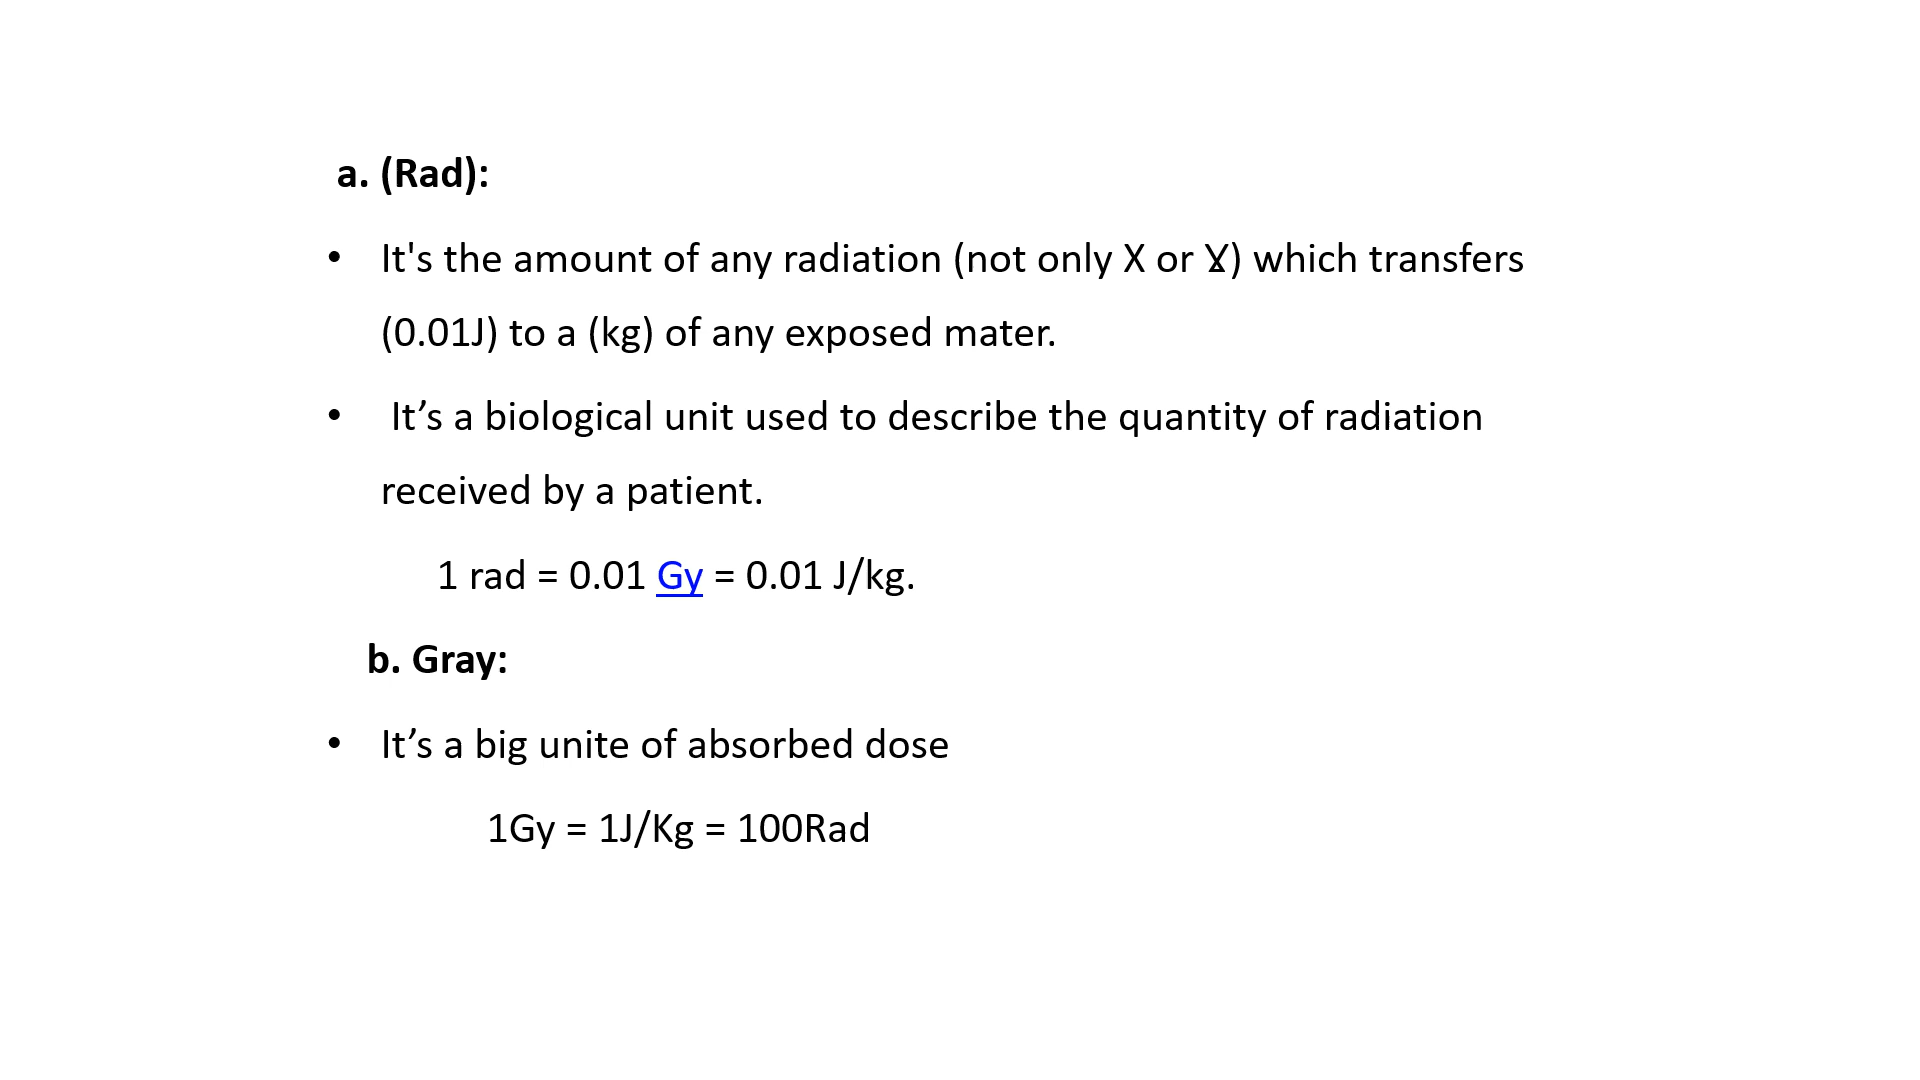 a. (Rad):
• It's the amount of any radiation (not only X or Ɣ) which transfers
(0.01J) to a (kg) of any exposed mater.
• It’s a biological unit used to describe the quantity of radiation
received by a patient.
1 rad = 0.01 Gy = 0.01 J/kg.
b. Gray:
• It’s a big unite of absorbed dose
1Gy = 1J/Kg = 100Rad